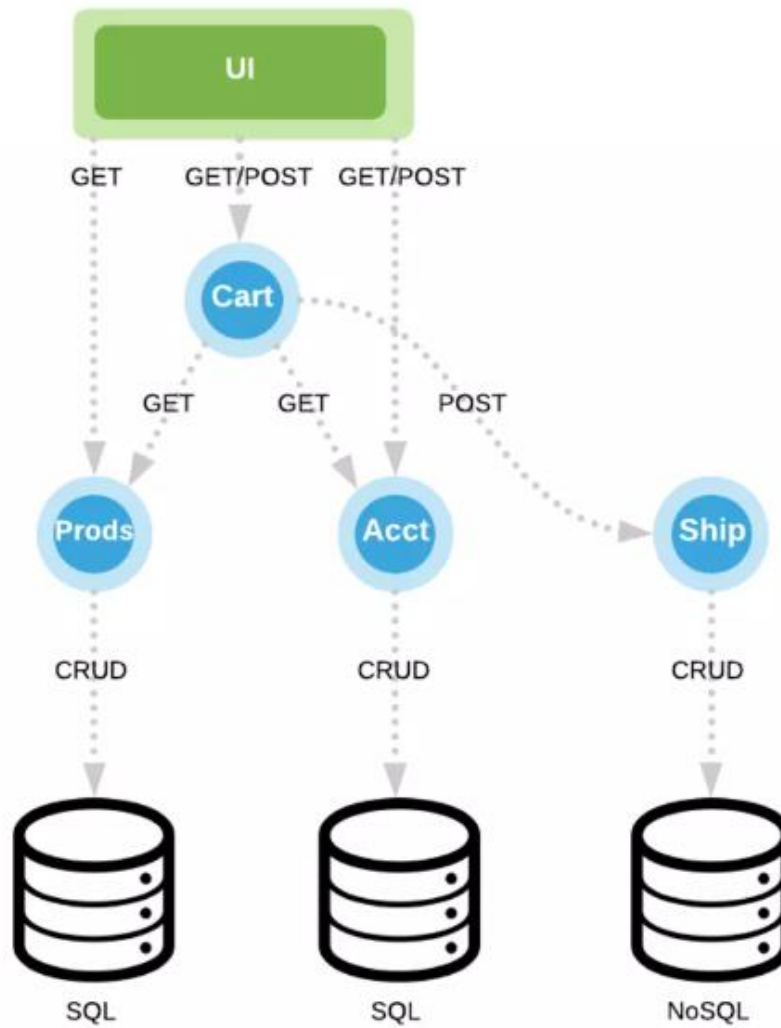 UI
GET GET/POST GET/POST
Cart
GET GET POST
Prods Acct Ship
CRUD CRUD CRUD
SQL SQL NoSQL